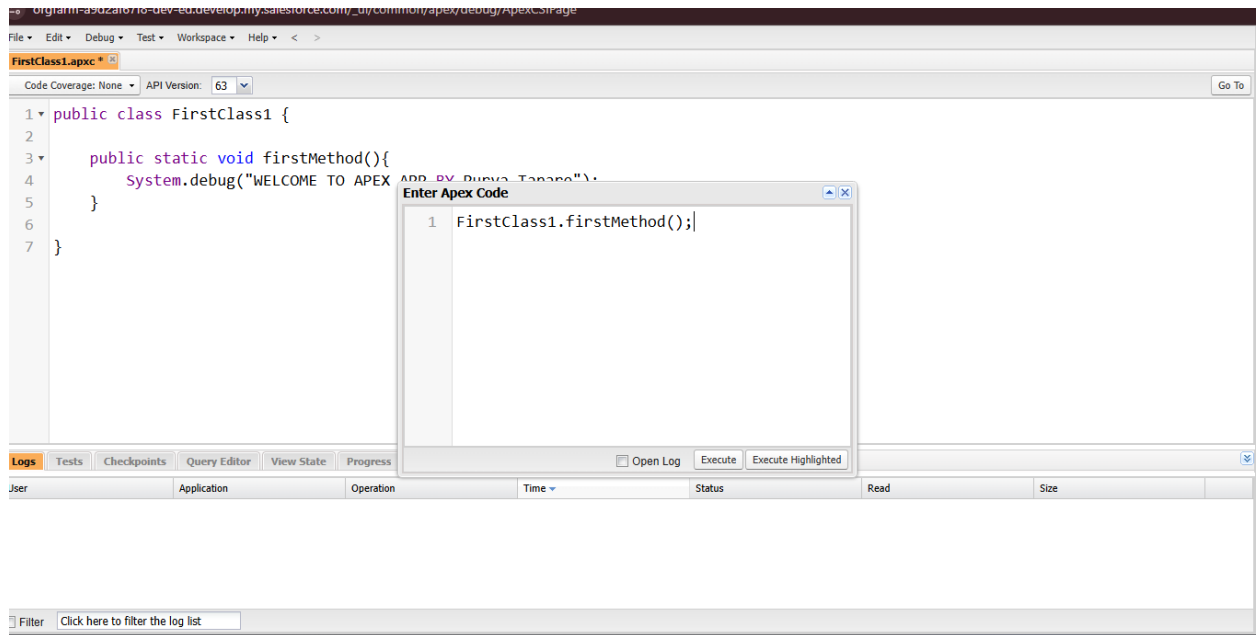 orgfarm-a9d2af67f8-dev-ed.develop.my.salesforce.com/_ui/common/apex/debug/ApexCSIPage
File Edit Debug Test Workspace Help < >
FirstClass1.apxc *
Code Coverage: None API Version: 63 Go To
1 public class FirstClass1 {
2
3 public static void firstMethod(){
4 System.debug("WELCOME TO APEX APP BY Purva Tapare");
5 }
6
7 }
Enter Apex Code
1 FirstClass1.firstMethod();
Open Log Execute Execute Highlighted
Logs Tests Checkpoints Query Editor View State Progress
User Application Operation Time Status Read Size
Filter Click here to filter the log list